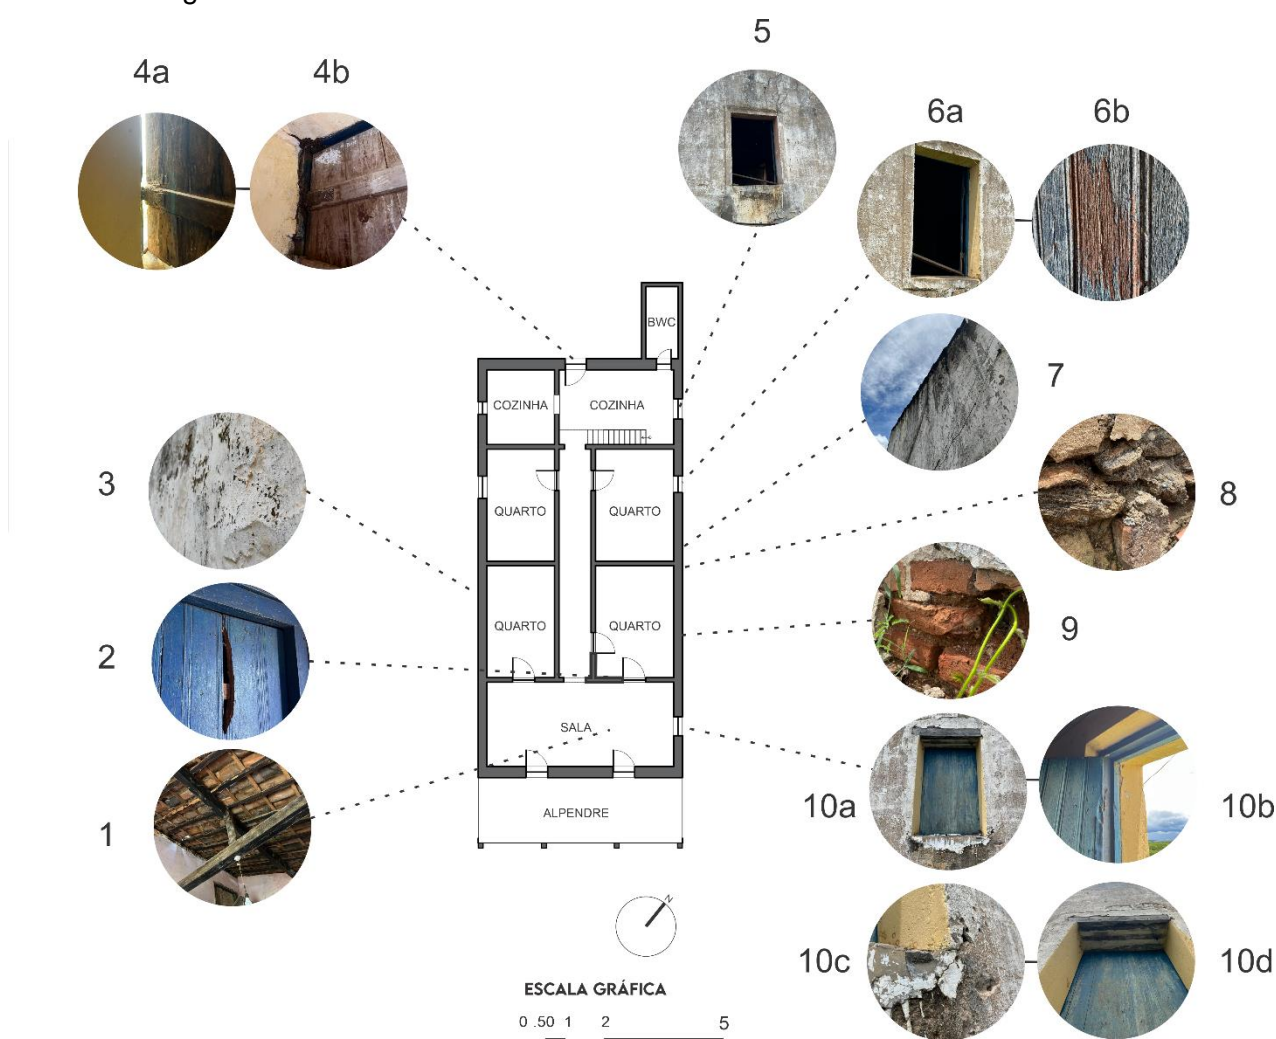 5
4a 4b
6a 6b
7
3
8
2
9
1
10a
10b
10c
10d
BWC
COZINHA COZINHA
QUARTO QUARTO
QUARTO QUARTO
SALA
ALPENDRE
N
ESCALA GRÁFICA
0 .50 1 2 5